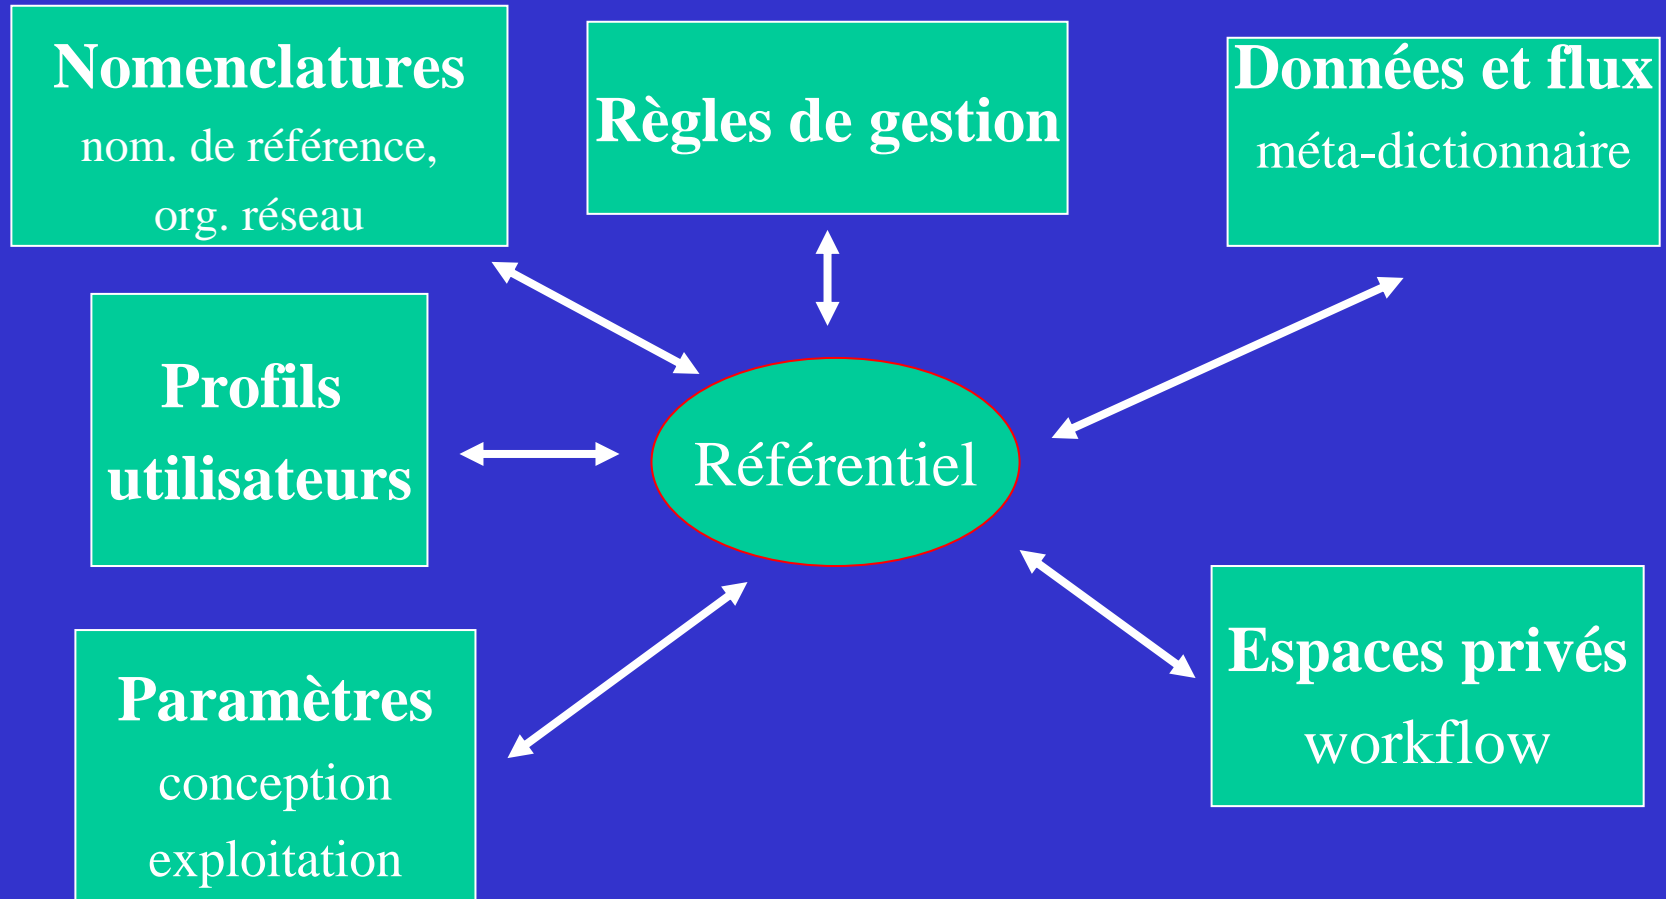 Nomenclatures
nom. de référence,
org. réseau
Règles de gestion
Données et flux
méta-dictionnaire
Profils
utilisateurs
Référentiel
Paramètres
conception
exploitation
Espaces privés
workflow